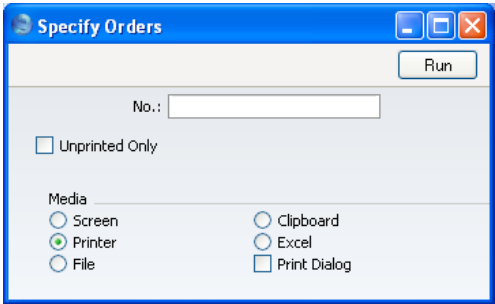 Specify Orders
Run
No.:
Unprinted Only
Media
Screen
Clipboard
Printer
Excel
File
Print Dialog